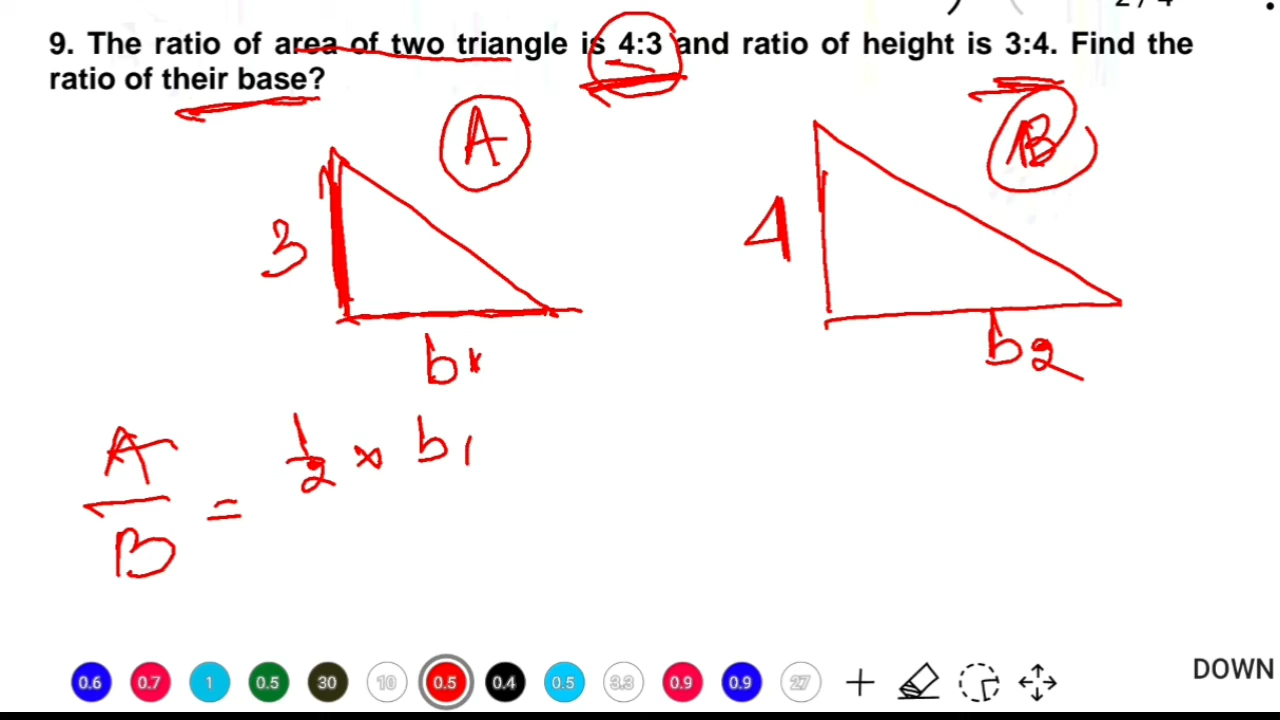 9. The ratio of area of two triangle is 4:3 and ratio of height is 3:4. Find the
ratio of their base?
A
B
3
4
b1
b2
A
B
= 1/2 × b1
0.6 0.7 1 0.5 30 10 0.5 0.4 0.5 3.3 0.9 0.9 27
DOWN